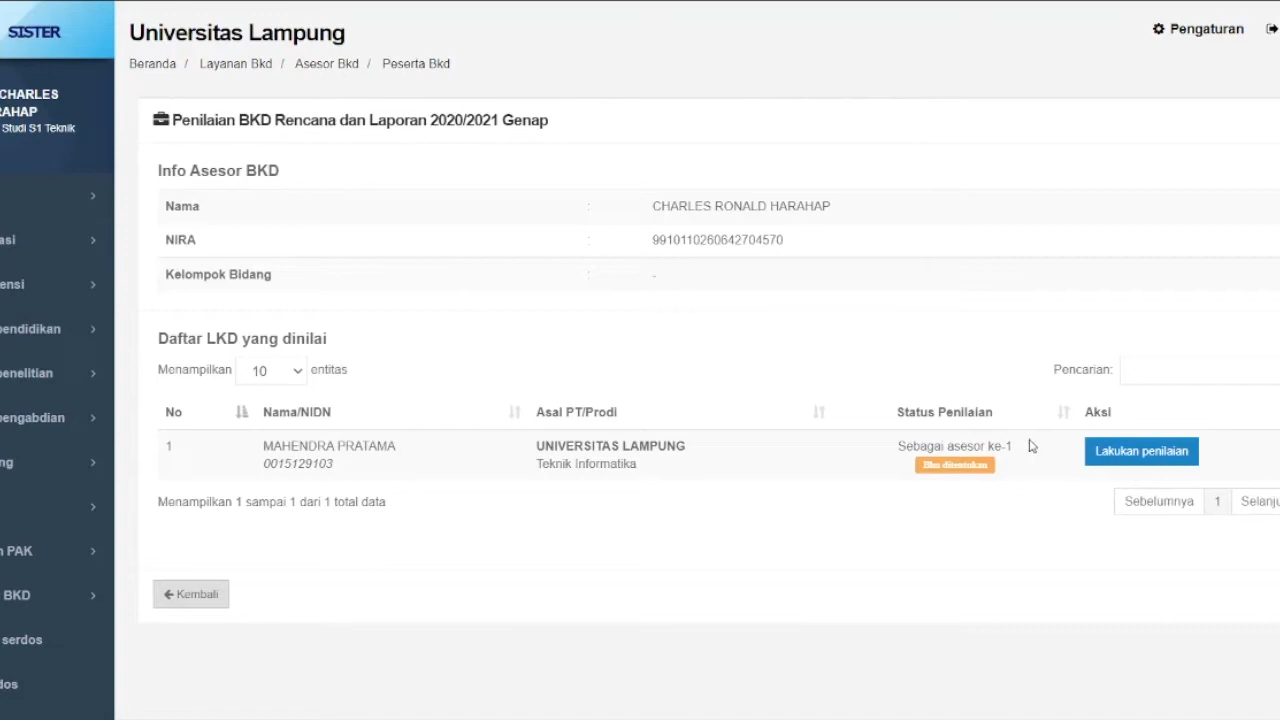 SISTER
Universitas Lampung
Pengaturan
Beranda / Layanan Bkd / Asesor Bkd / Peserta Bkd
CHARLES
RAHAP
Studi S1 Teknik
Penilaian BKD Rencana dan Laporan 2020/2021 Genap
Info Asesor BKD
Nama : CHARLES RONALD HARAHAP
NIRA : 9910110260642704570
Kelompok Bidang : -
asi
ensi
pendidikan
penelitian
pengabdian
ng
n PAK
BKD
serdos
dos
Daftar LKD yang dinilai
Menampilkan 10 entitas
Pencarian:
No Nama/NIDN Asal PT/Prodi Status Penilaian Aksi
1 MAHENDRA PRATAMA UNIVERSITAS LAMPUNG Sebagai asesor ke-1 Lakukan penilaian
0015129103 Teknik Informatika Blm ditentukan
Menampilkan 1 sampai 1 dari 1 total data
Sebelumnya 1 Selanju
Kembali